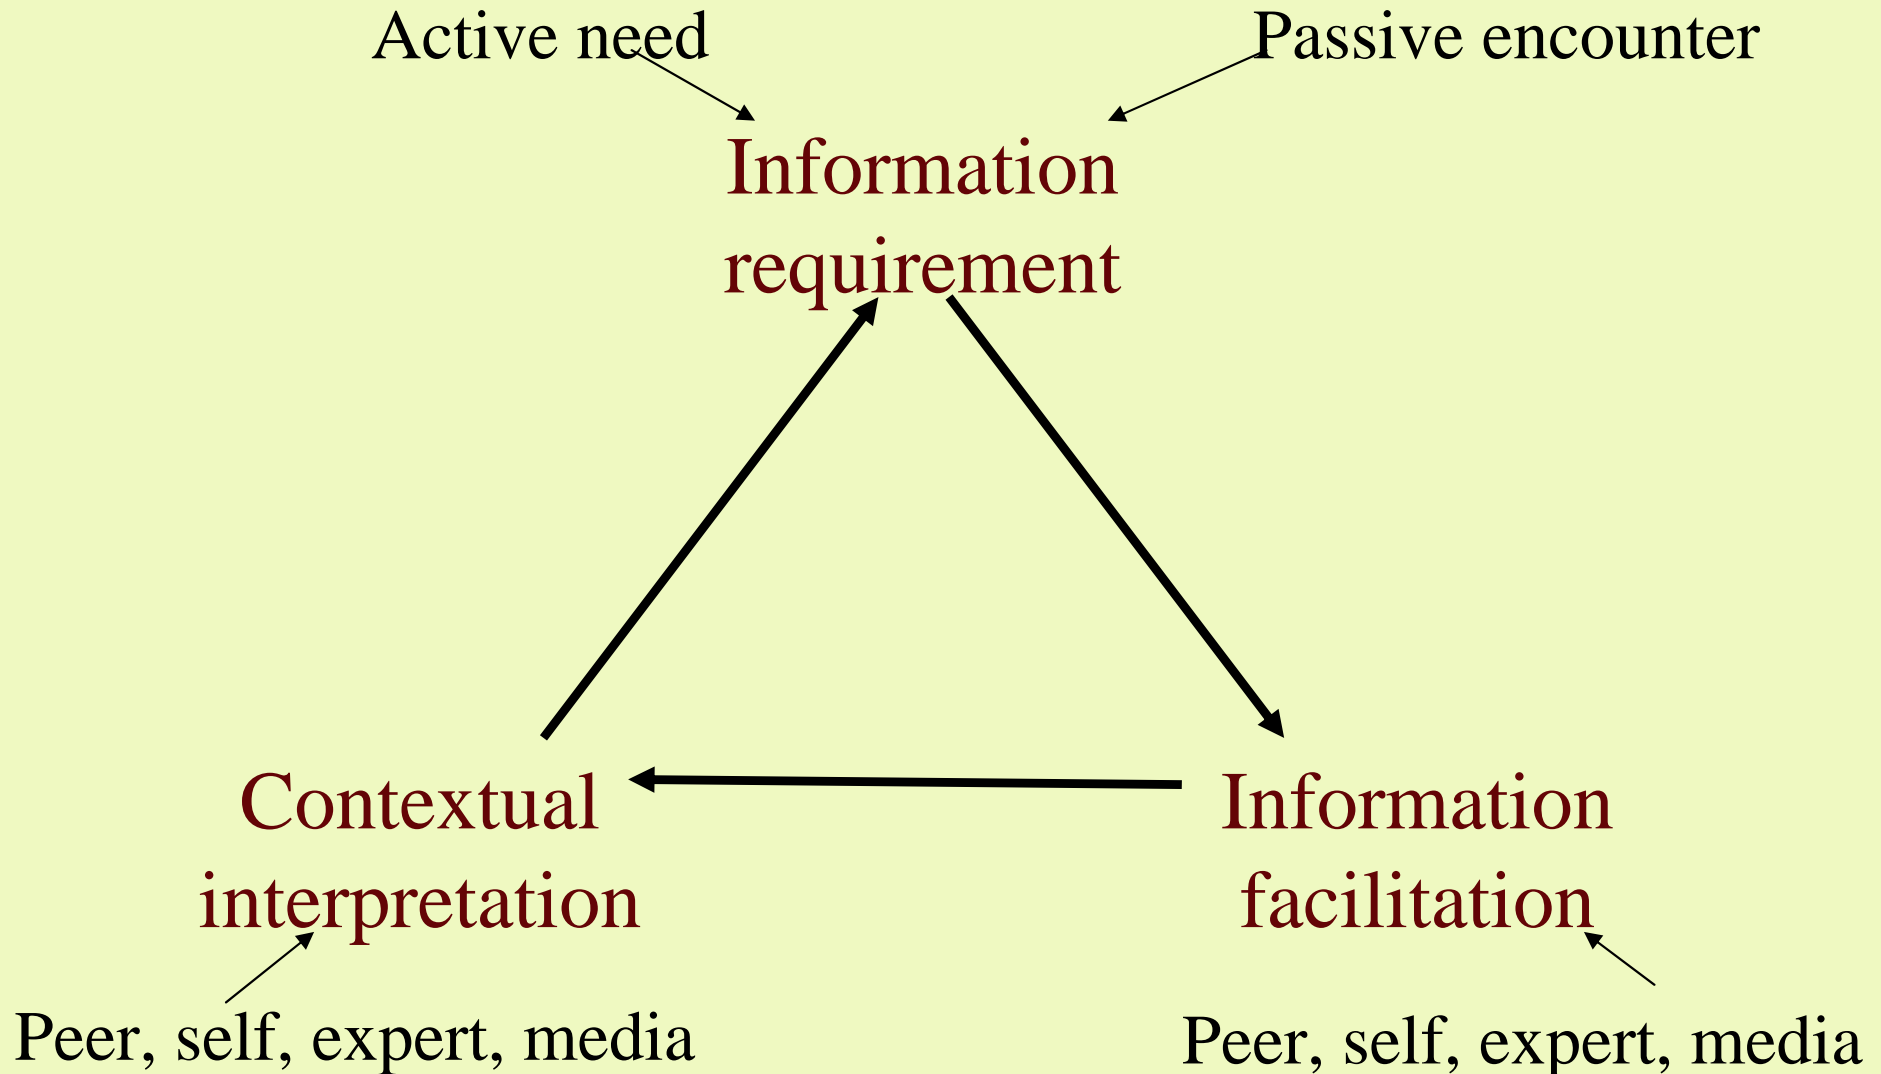 Active need
Passive encounter
Information
requirement
Contextual
interpretation
Information
facilitation
Peer, self, expert, media
Peer, self, expert, media